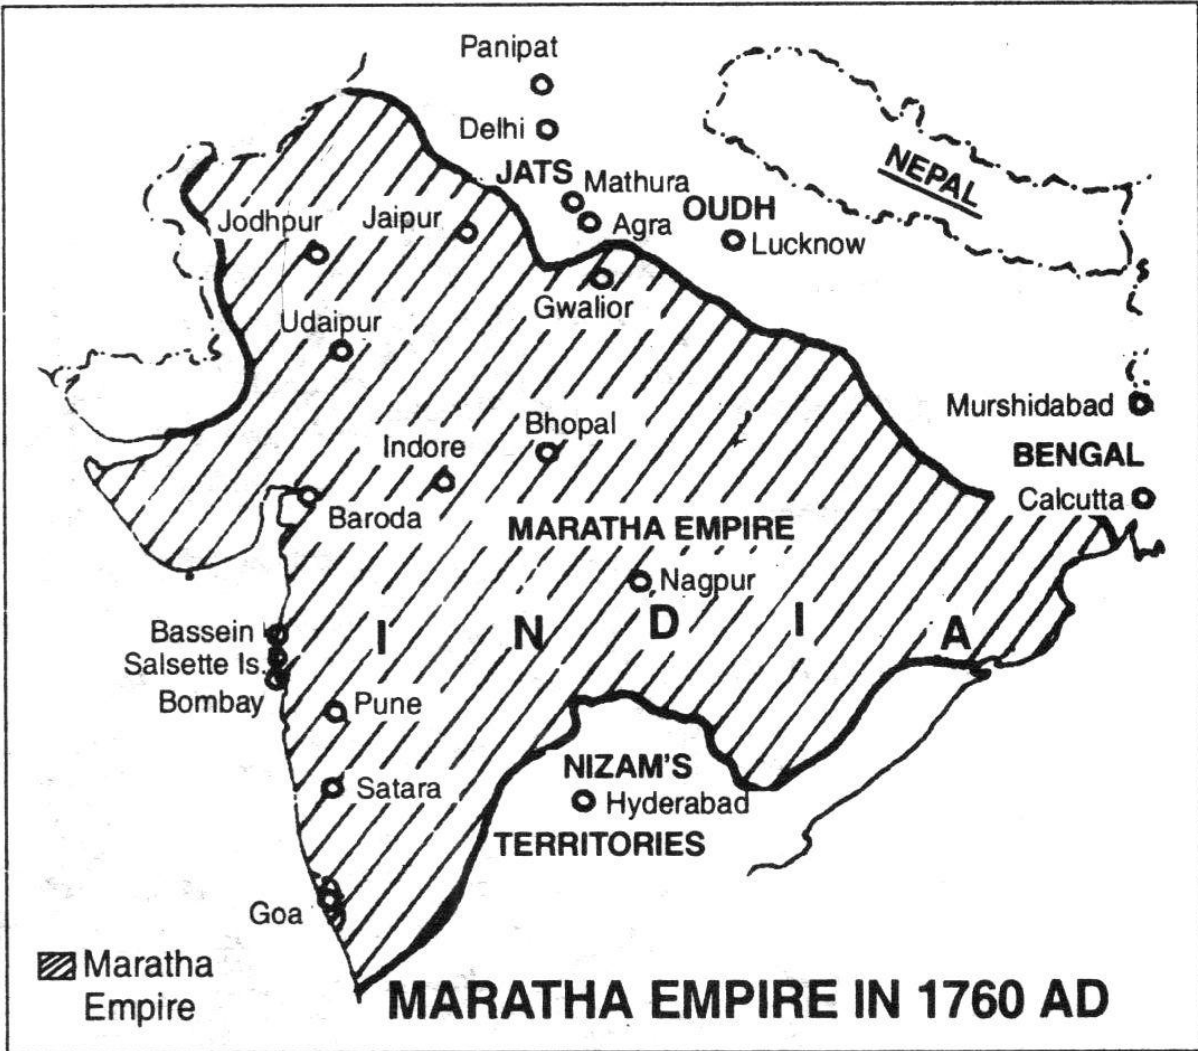 Panipat
Delhi
JATS
Mathura
Agra
OUDH
Lucknow
NEPAL
Jodhpur
Jaipur
Gwalior
Udaipur
Murshidabad
BENGAL
Calcutta
Bhopal
Indore
Baroda
MARATHA EMPIRE
Nagpur
I N D I A
Bassein
Salsette Is.
Bombay
Pune
Satara
NIZAM'S
Hyderabad
TERRITORIES
Goa
Maratha
Empire
MARATHA EMPIRE IN 1760 AD